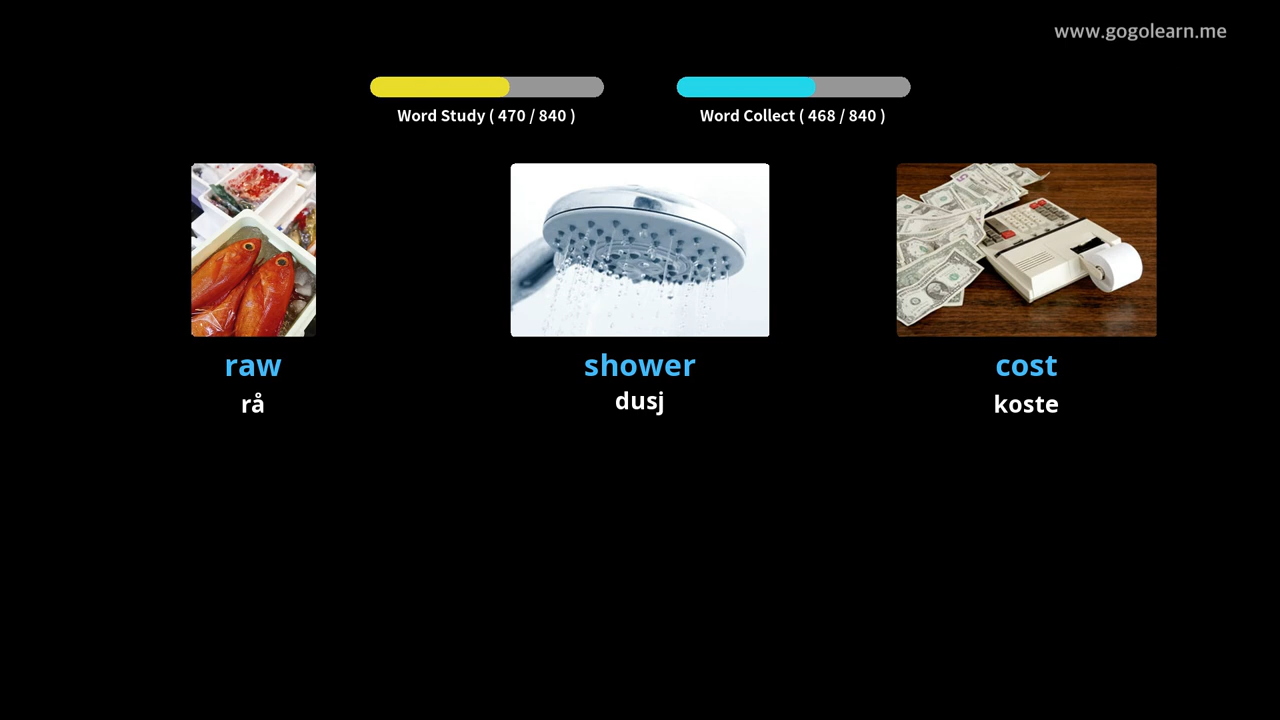 www.gogolearn.me
Word Study ( 470 / 840 )
Word Collect ( 468 / 840 )
raw
rå
shower
dusj
cost
koste